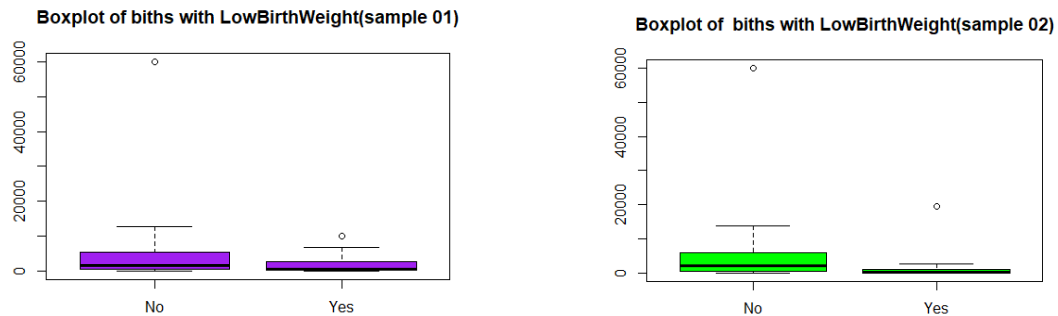 Boxplot of biths with LowBirthWeight(sample 01)
60000
40000
20000
0
No Yes
Boxplot of biths with LowBirthWeight(sample 02)
60000
40000
20000
0
No Yes